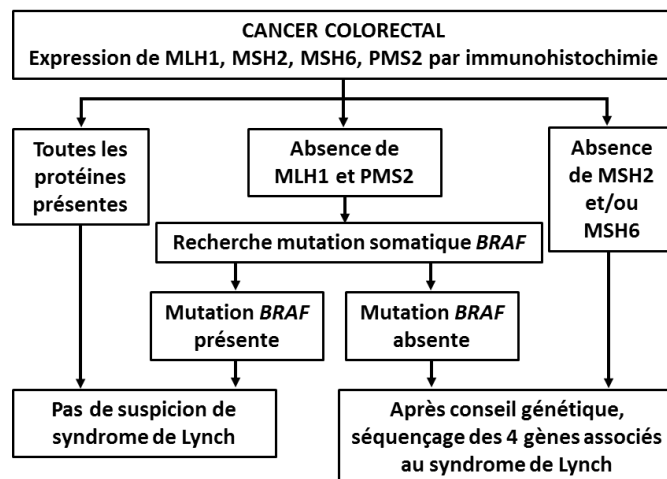 CANCER COLORECTAL
Expression de MLH1, MSH2, MSH6, PMS2 par immunohistochimie
Toutes les
protéines
présentes
Absence de
MLH1 et PMS2
Absence
de MSH2
et/ou
MSH6
Recherche mutation somatique BRAF
Mutation BRAF
présente
Mutation BRAF
absente
Pas de suspicion de
syndrome de Lynch
Après conseil génétique,
séquençage des 4 gènes associés
au syndrome de Lynch